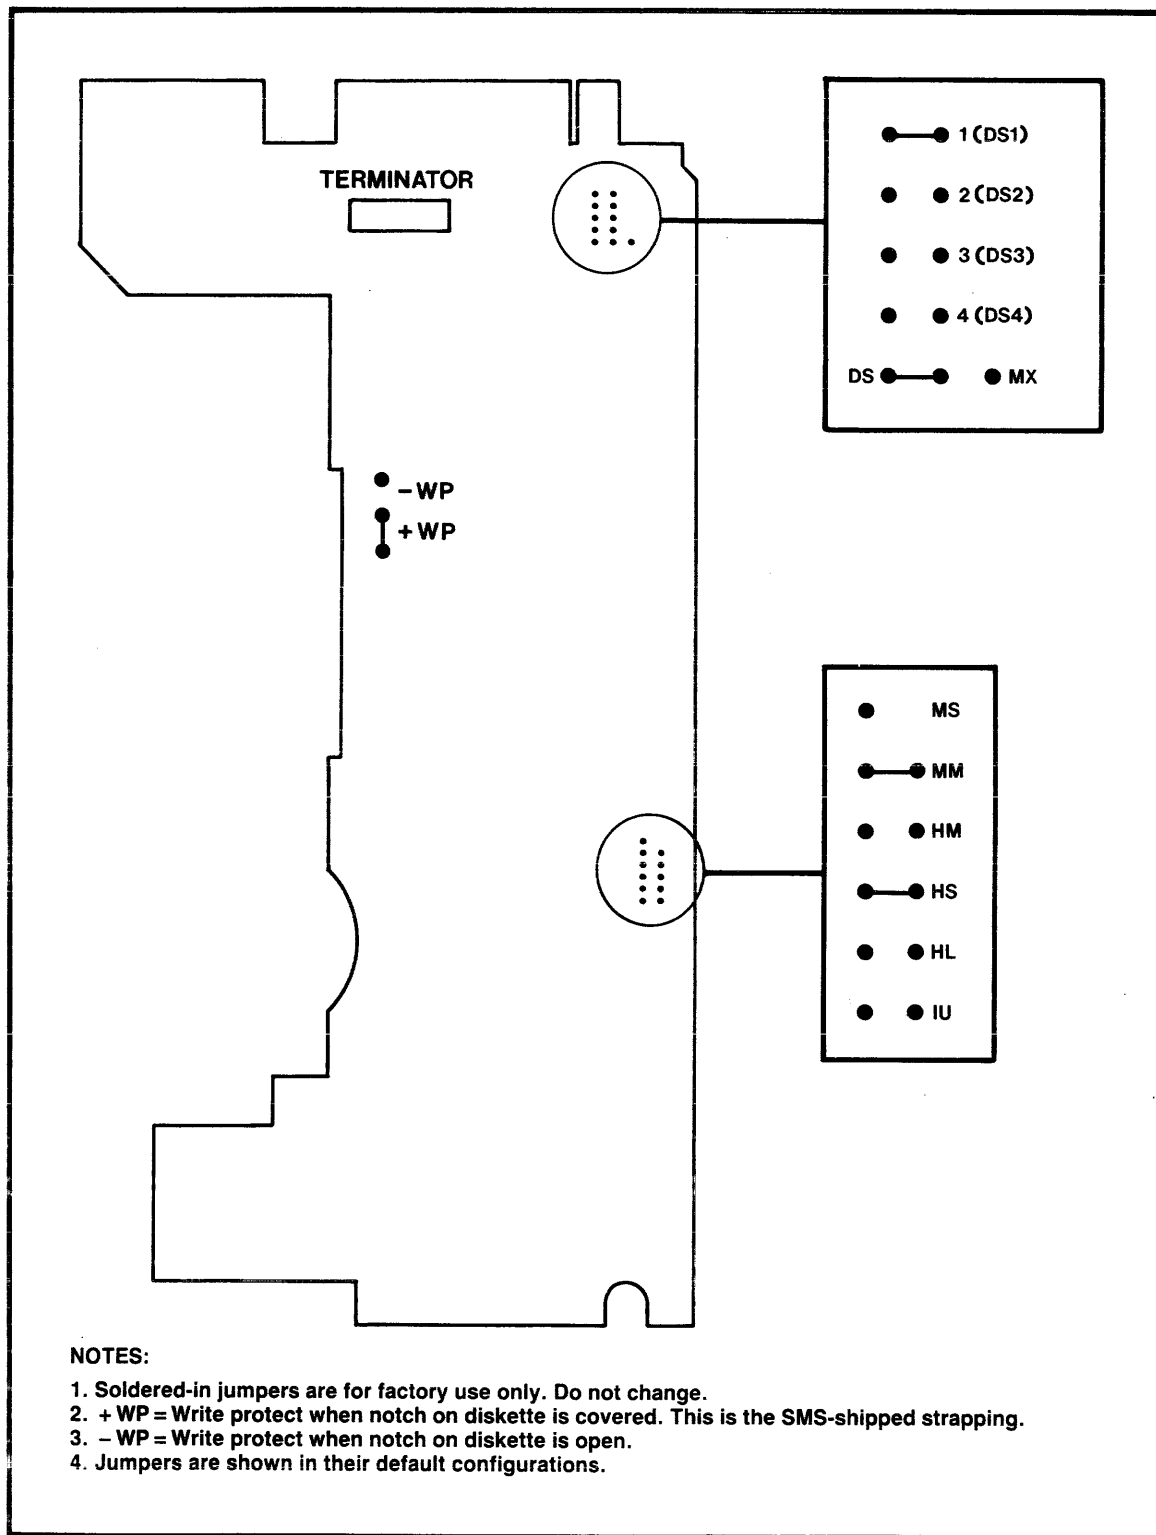 TERMINATOR
1 (DS1)
2 (DS2)
3 (DS3)
4 (DS4)
DS MX
– WP
+ WP
MS
MM
HM
HS
HL
IU
NOTES:
1. Soldered-in jumpers are for factory use only. Do not change.
2. + WP = Write protect when notch on diskette is covered. This is the SMS-shipped strapping.
3. – WP = Write protect when notch on diskette is open.
4. Jumpers are shown in their default configurations.